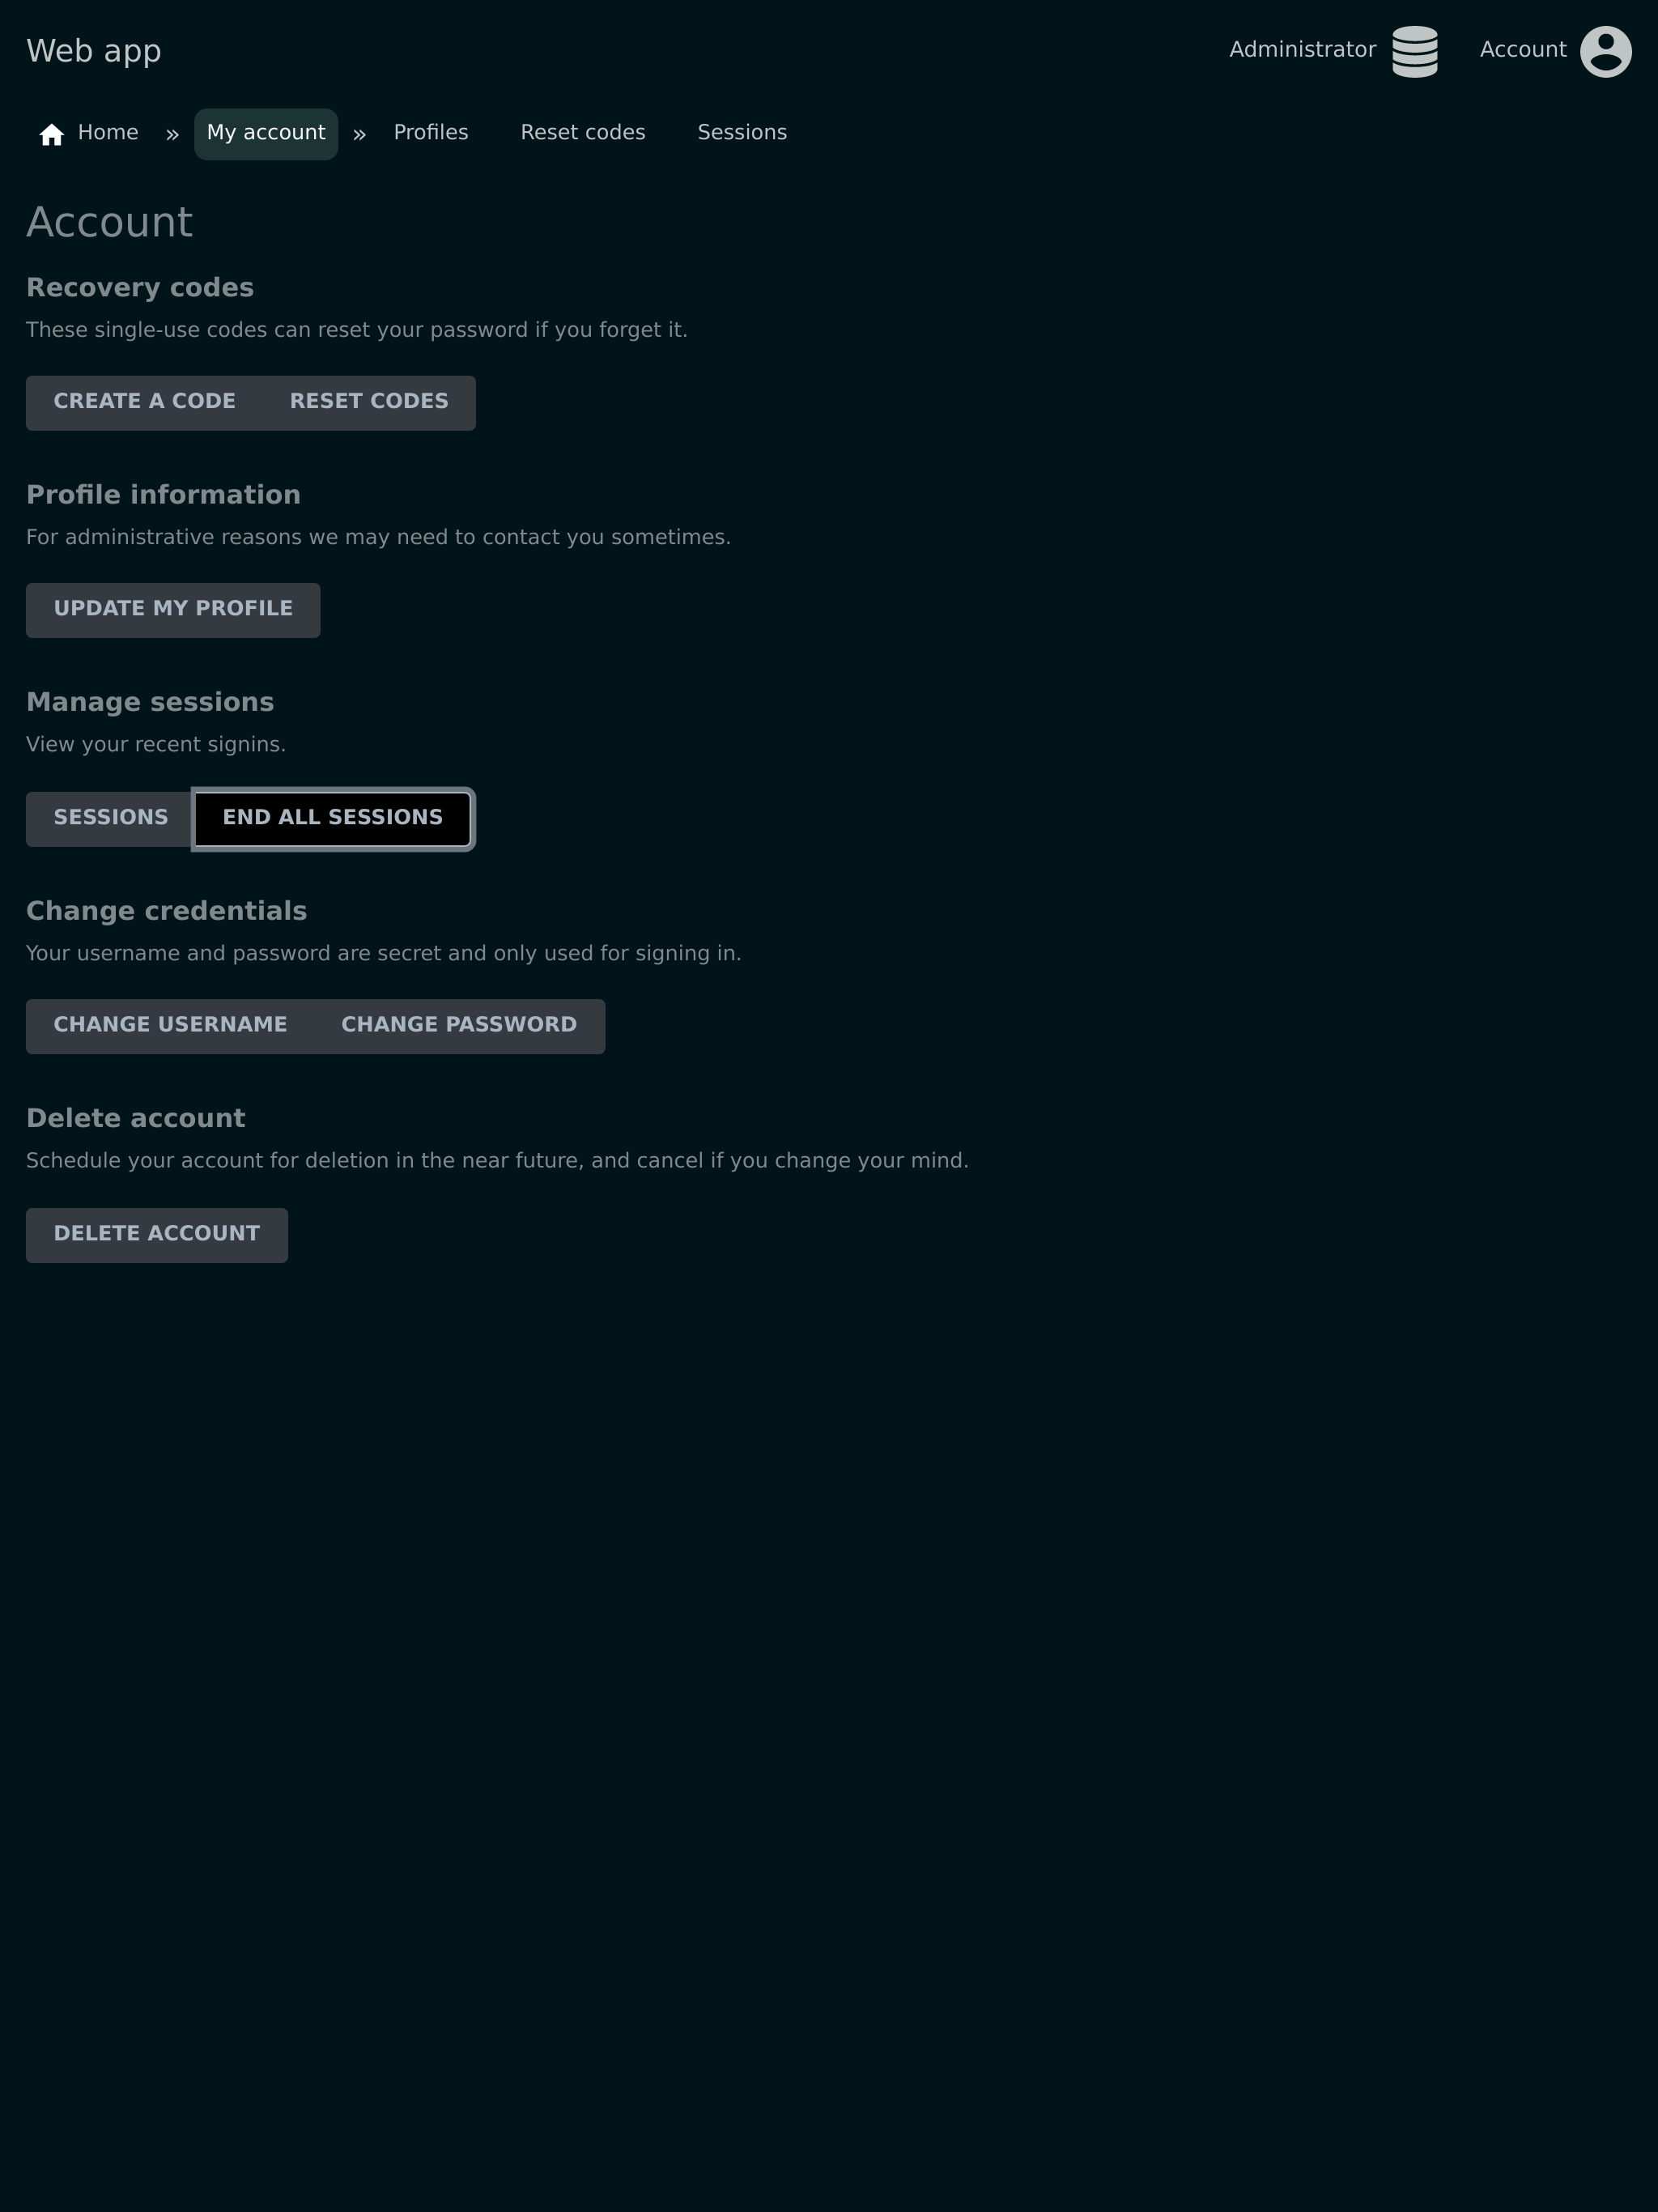 Web app
Administrator Account
Home » My account » Profiles Reset codes Sessions
Account
Recovery codes
These single-use codes can reset your password if you forget it.
CREATE A CODE RESET CODES
Profile information
For administrative reasons we may need to contact you sometimes.
UPDATE MY PROFILE
Manage sessions
View your recent signins.
SESSIONS END ALL SESSIONS
Change credentials
Your username and password are secret and only used for signing in.
CHANGE USERNAME CHANGE PASSWORD
Delete account
Schedule your account for deletion in the near future, and cancel if you change your mind.
DELETE ACCOUNT